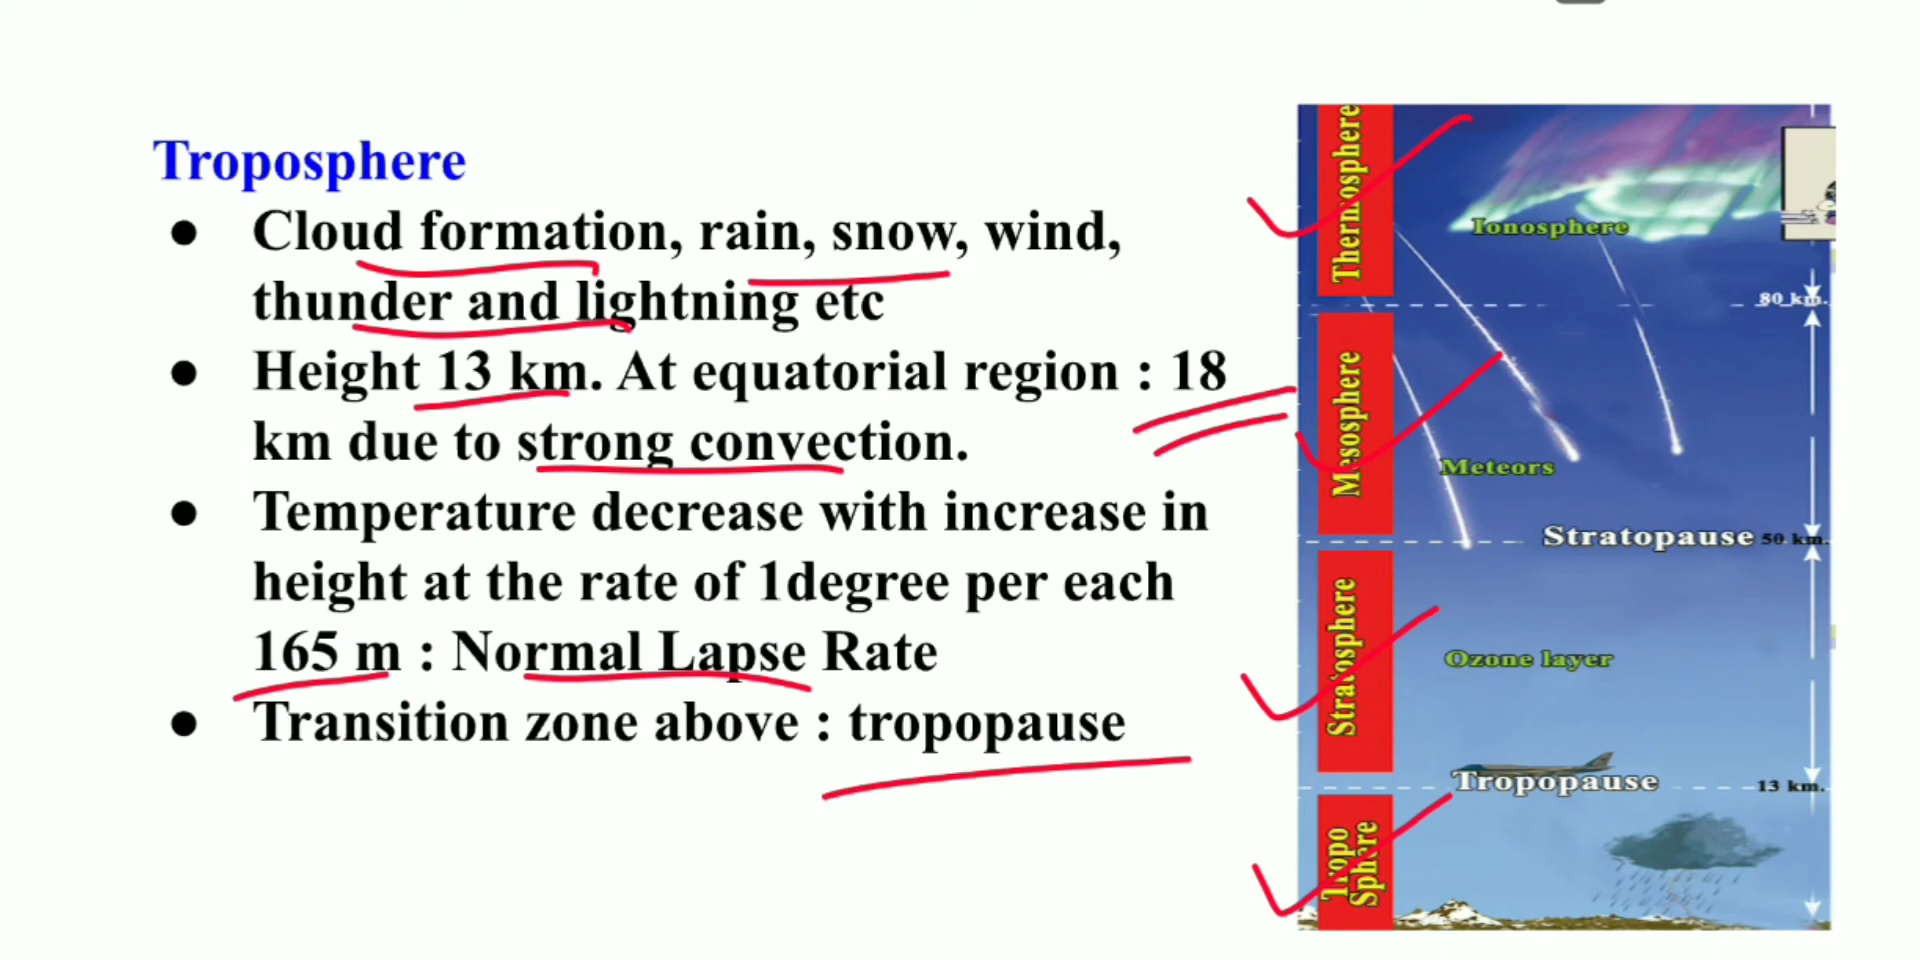 Troposphere
● Cloud formation, rain, snow, wind,
thunder and lightning etc
● Height 13 km. At equatorial region : 18
km due to strong convection.
● Temperature decrease with increase in
height at the rate of 1degree per each
165 m : Normal Lapse Rate
● Transition zone above : tropopause
Thermosphere
Ionosphere
80 km.
Mesosphere
Meteors
Stratopause 50 km.
Stratosphere
Ozone layer
Tropopause 13 km.
Tropo
Sphere